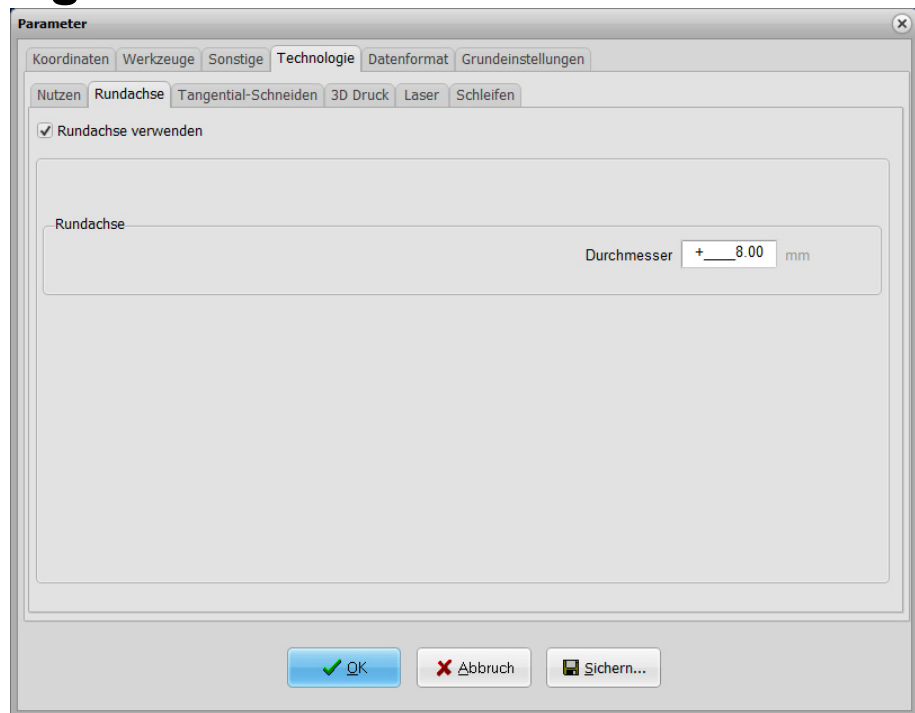 Parameter
Koordinaten Werkzeuge Sonstige Technologie Datenformat Grundeinstellungen
Nutzen Rundachse Tangential-Schneiden 3D Druck Laser Schleifen
Rundachse verwenden
Rundachse
Durchmesser +____8.00 mm
OK Abbruch Sichern...